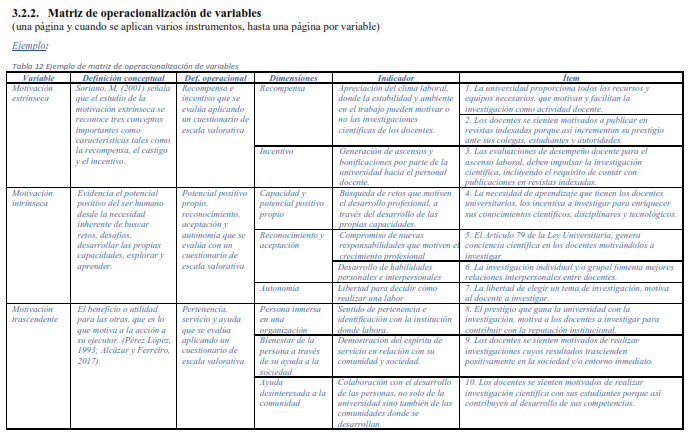 3.2.2. Matriz de operacionalización de variables
(una página y cuando se aplican varios instrumentos, hasta una página por variable)
Ejemplo:
Tabla 12 Ejemplo de matriz de operacionalización de variables
Variable Definición conceptual Def. operacional Dimensiones Indicador Ítem
Motivación
extrínseca
Soriano, M. (2001) señala
que el estudio de la
motivación extrínseca se
reconoce tres conceptos
importantes como
características tales como
la recompensa, el castigo
y el incentivo.
Recompensa e
incentivo que se
evalúa aplicando
un cuestionario de
escala valorativa
Recompensa
Apreciación del clima laboral,
donde la estabilidad y ambiente
en el trabajo pueden motivar o
no las investigaciones
científicas de los docentes.
1. La universidad proporciona todos los recursos y
equipos necesarios, que motivan y facilitan la
investigación como actividad docente.
2. Los docentes se sienten motivados a publicar en
revistas indexadas porque así incrementan su prestigio
ante sus colegas, estudiantes y autoridades.
Incentivo
Generación de ascensos y
bonificaciones por parte de la
universidad hacia el personal
docente.
3. Las evaluaciones de desempeño docente para el
ascenso laboral, deben impulsar la investigación
científica, incluyendo el requisito de contar con
publicaciones en revistas indexadas.
Motivación
intrínseca
Evidencia el potencial
positivo del ser humano
desde la necesidad
inherente de buscar
retos, desafíos,
desarrollar las propias
capacidades, explorar y
aprender.
Potencial positivo
propio,
reconocimiento,
aceptación y
autonomía que se
evalúa con un
cuestionario de
escala valorativa
Capacidad y
potencial positivo
propio
Búsqueda de retos que motiven
el desarrollo profesional, a
través del desarrollo de las
propias capacidades.
4. La necesidad de aprendizaje que tienen los docentes
universitarios, los incentiva a investigar para enriquecer
sus conocimientos científicos, disciplinares y tecnológicos.
Reconocimiento y
aceptación
Compromiso de nuevas
responsabilidades que motiven el
crecimiento profesional
5. El Artículo 79 de la Ley Universitaria, genera
conciencia científica en los docentes motivándolos a
investigar.
Desarrollo de habilidades
personales e interpersonales
6. La investigación individual y/o grupal fomenta mejores
relaciones interpersonales entre docentes.
Autonomía
Libertad para decidir cómo
realizar una labor
7. La libertad de elegir un tema de investigación, motiva
al docente a investigar.
Motivación
trascendente
El beneficio o utilidad
para las otras, que es lo
que motiva a la acción a
su ejecutor. (Pérez López,
1993; Alcázar y Ferreiro,
2017).
Pertenencia,
servicio y ayuda
que se evalúa
aplicando un
cuestionario de
escala valorativa
Persona inmersa
en una
organización
Sentido de pertenencia e
identificación con la institución
donde labora.
8. El prestigio que gana la universidad con la
investigación, motiva a los docentes a investigar para
contribuir con la reputación institucional.
Bienestar de la
persona a través
de su ayuda a la
sociedad
Demostración del espíritu de
servicio en relación con su
comunidad y sociedad.
9. Los docentes se sienten motivados de realizar
investigaciones cuyos resultados trascienden
positivamente en la sociedad y/o entorno inmediato.
Ayuda
desinteresada a la
comunidad
Colaboración con el desarrollo
de las personas, no solo de la
universidad sino también de las
comunidades donde se
desarrollan.
10. Los docentes se sienten motivados de realizar
investigación científica con sus estudiantes porque así
contribuyen al desarrollo de sus competencias.